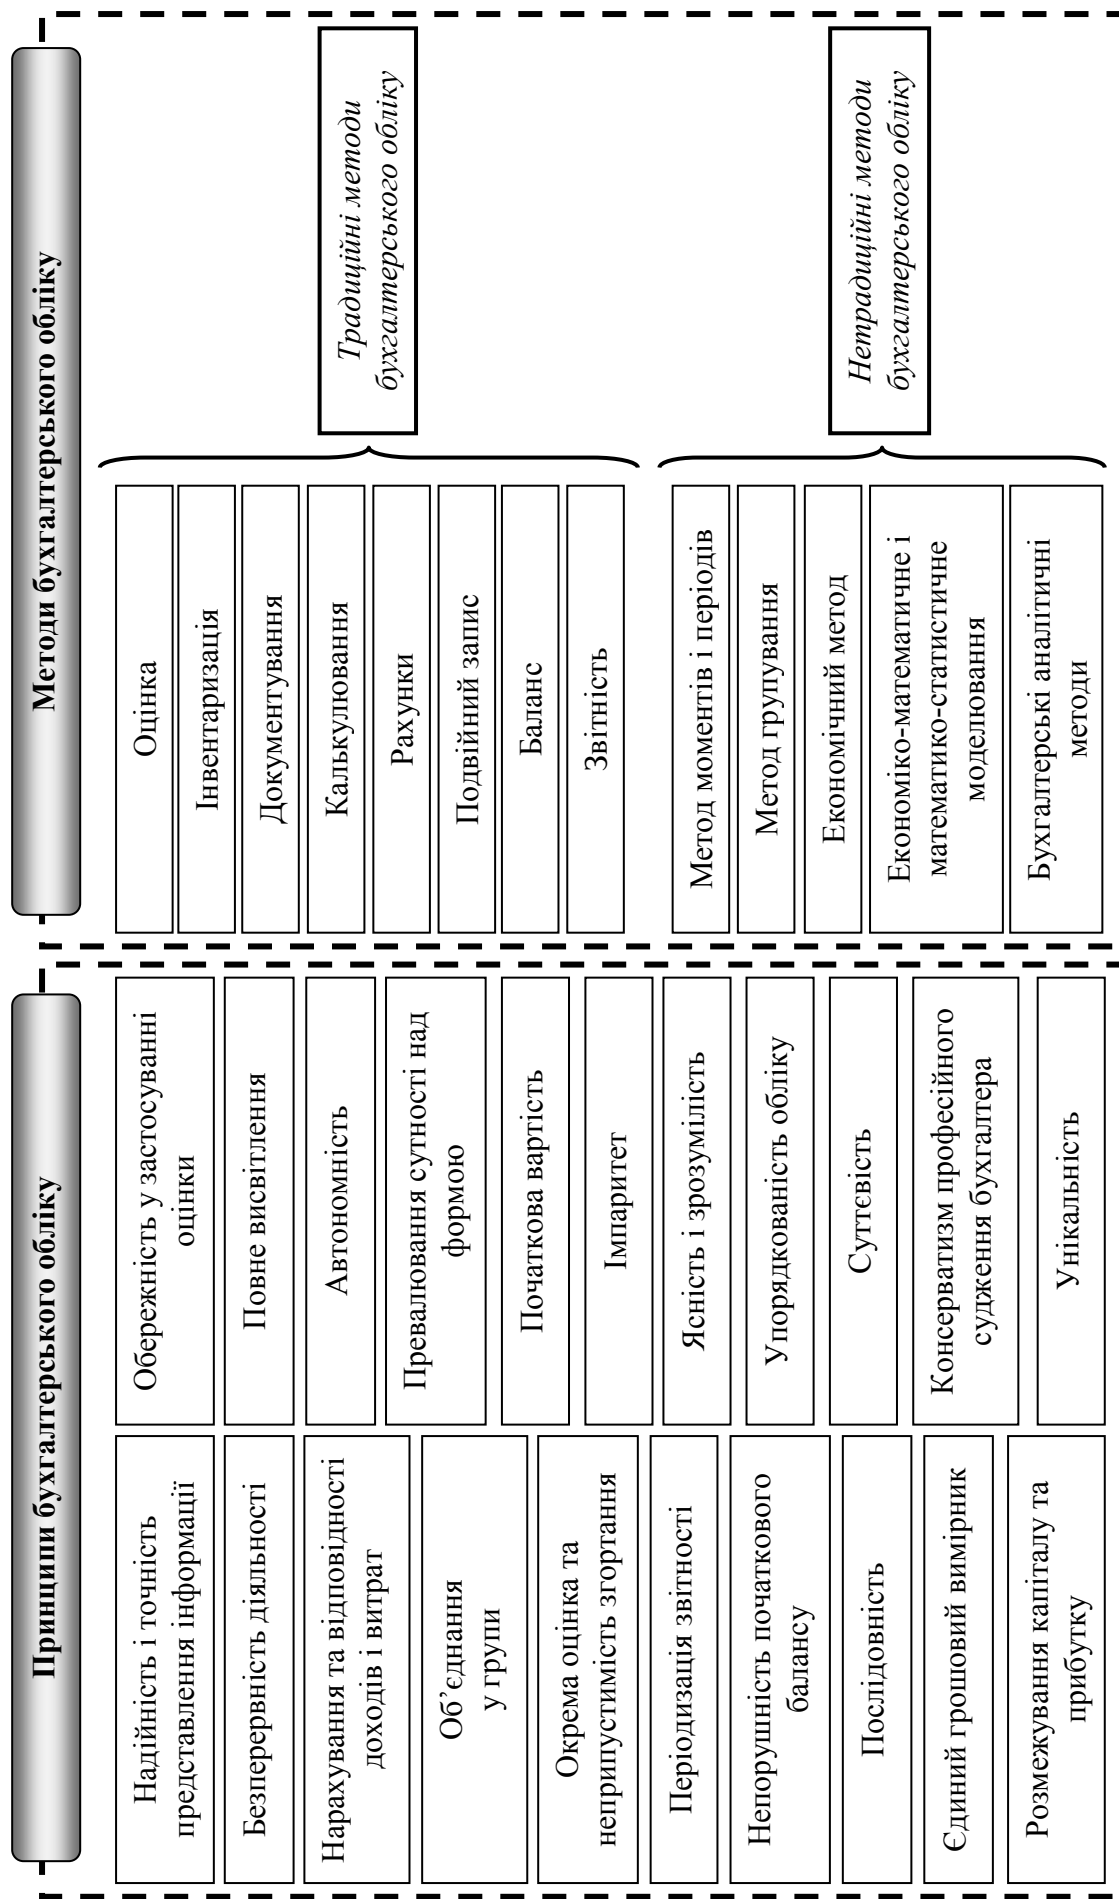 Принципи бухгалтерського обліку
Надійність і точність
представлення інформації
Безперервність діяльності
Нарахування та відповідності
доходів і витрат
Об’єднання
у групи
Окрема оцінка та
неприпустимість згортання
Періодизація звітності
Непорушність початкового
балансу
Послідовність
Єдиний грошовий вимірник
Розмежування капіталу та
прибутку
Обережність у застосуванні
оцінки
Повне висвітлення
Автономність
Превалювання сутності над
формою
Початкова вартість
Імпаритет
Ясність і зрозумілість
Упорядкованість обліку
Суттєвість
Консерватизм професійного
судження бухгалтера
Унікальність
Методи бухгалтерського обліку
Оцінка
Інвентаризація
Документування
Калькулювання
Рахунки
Подвійний запис
Баланс
Звітність
Традиційні методи
бухгалтерського обліку
Метод моментів і періодів
Метод групування
Економічний метод
Економіко-математичне і
математико-статистичне
моделювання
Бухгалтерські аналітичні
методи
Нетрадиційні методи
бухгалтерського обліку